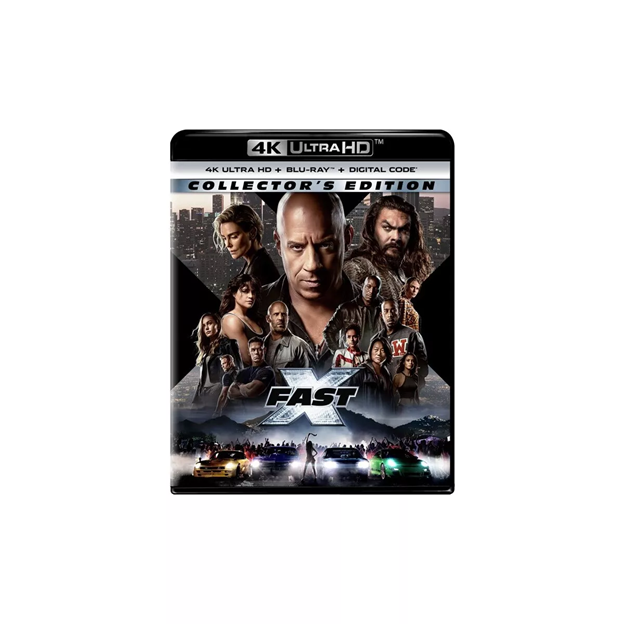 4K ULTRAHD™
4K ULTRA HD + BLU-RAY™ + DIGITAL CODE*
COLLECTOR'S EDITION
W
X
FAST